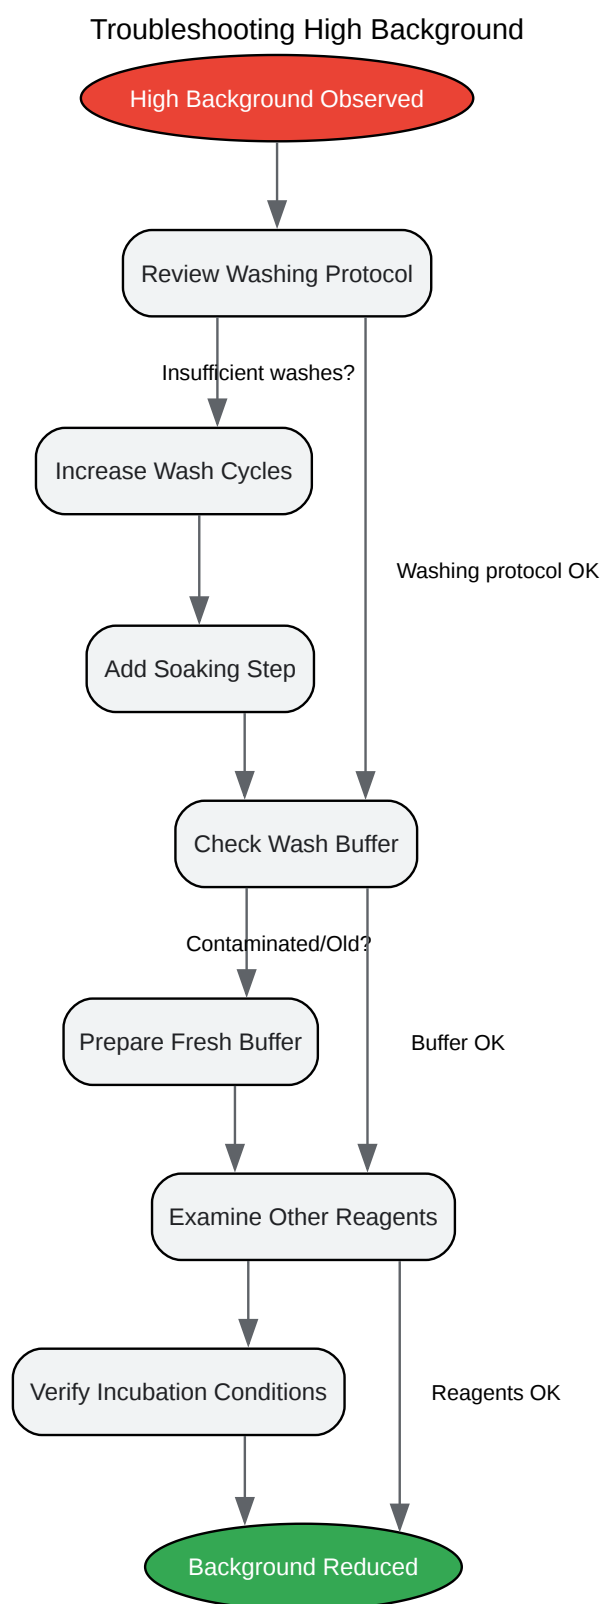 Troubleshooting High Background
High Background Observed
Review Washing Protocol
Insufficient washes?
Increase Wash Cycles
Washing protocol OK
Add Soaking Step
Check Wash Buffer
Contaminated/Old?
Prepare Fresh Buffer
Buffer OK
Examine Other Reagents
Verify Incubation Conditions
Reagents OK
Background Reduced